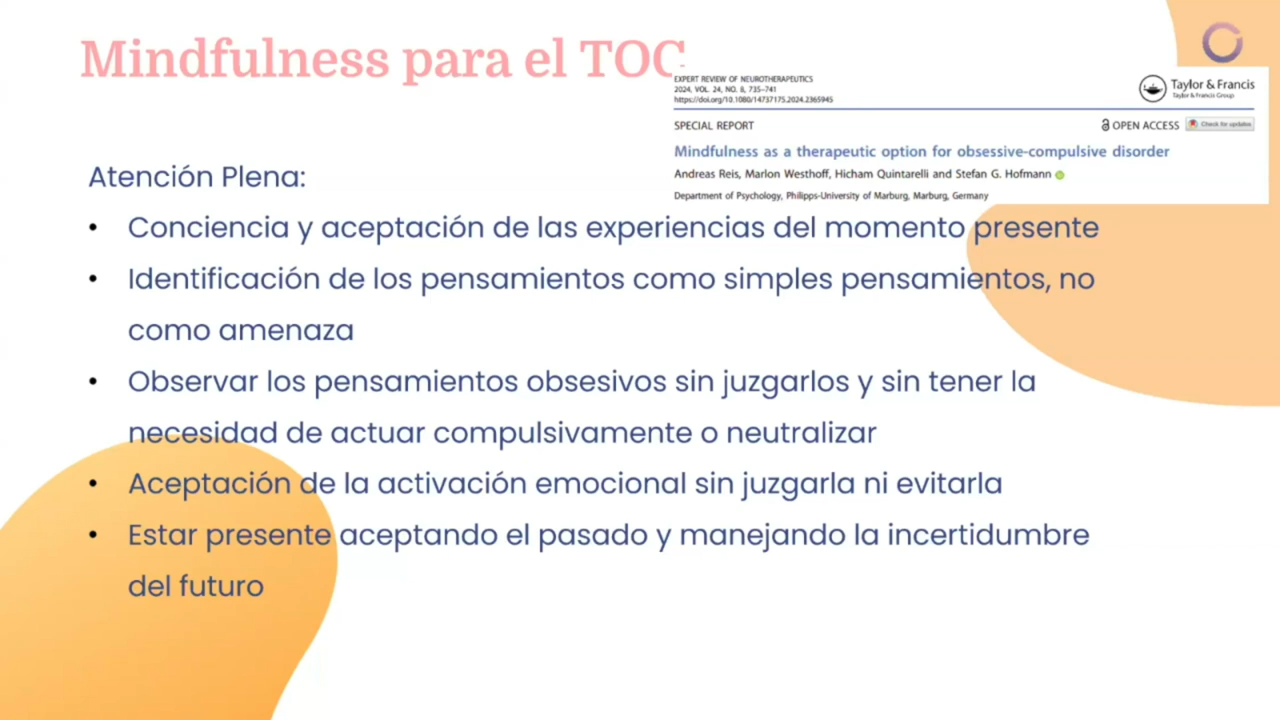 Mindfulness para el TOC
EXPERT REVIEW OF NEUROTHERAPEUTICS
2024, VOL. 24, NO. 8, 735–741
https://doi.org/10.1080/14737175.2024.2365945
Taylor & Francis
Taylor & Francis Group
SPECIAL REPORT
OPEN ACCESS
Check for updates
Mindfulness as a therapeutic option for obsessive-compulsive disorder
Andreas Reis, Marlon Westhoff, Hicham Quintarelli and Stefan G. Hofmann
Department of Psychology, Philipps-University of Marburg, Marburg, Germany
Atención Plena:
• Conciencia y aceptación de las experiencias del momento presente
• Identificación de los pensamientos como simples pensamientos, no
como amenaza
• Observar los pensamientos obsesivos sin juzgarlos y sin tener la
necesidad de actuar compulsivamente o neutralizar
• Aceptación de la activación emocional sin juzgarla ni evitarla
• Estar presente aceptando el pasado y manejando la incertidumbre
del futuro